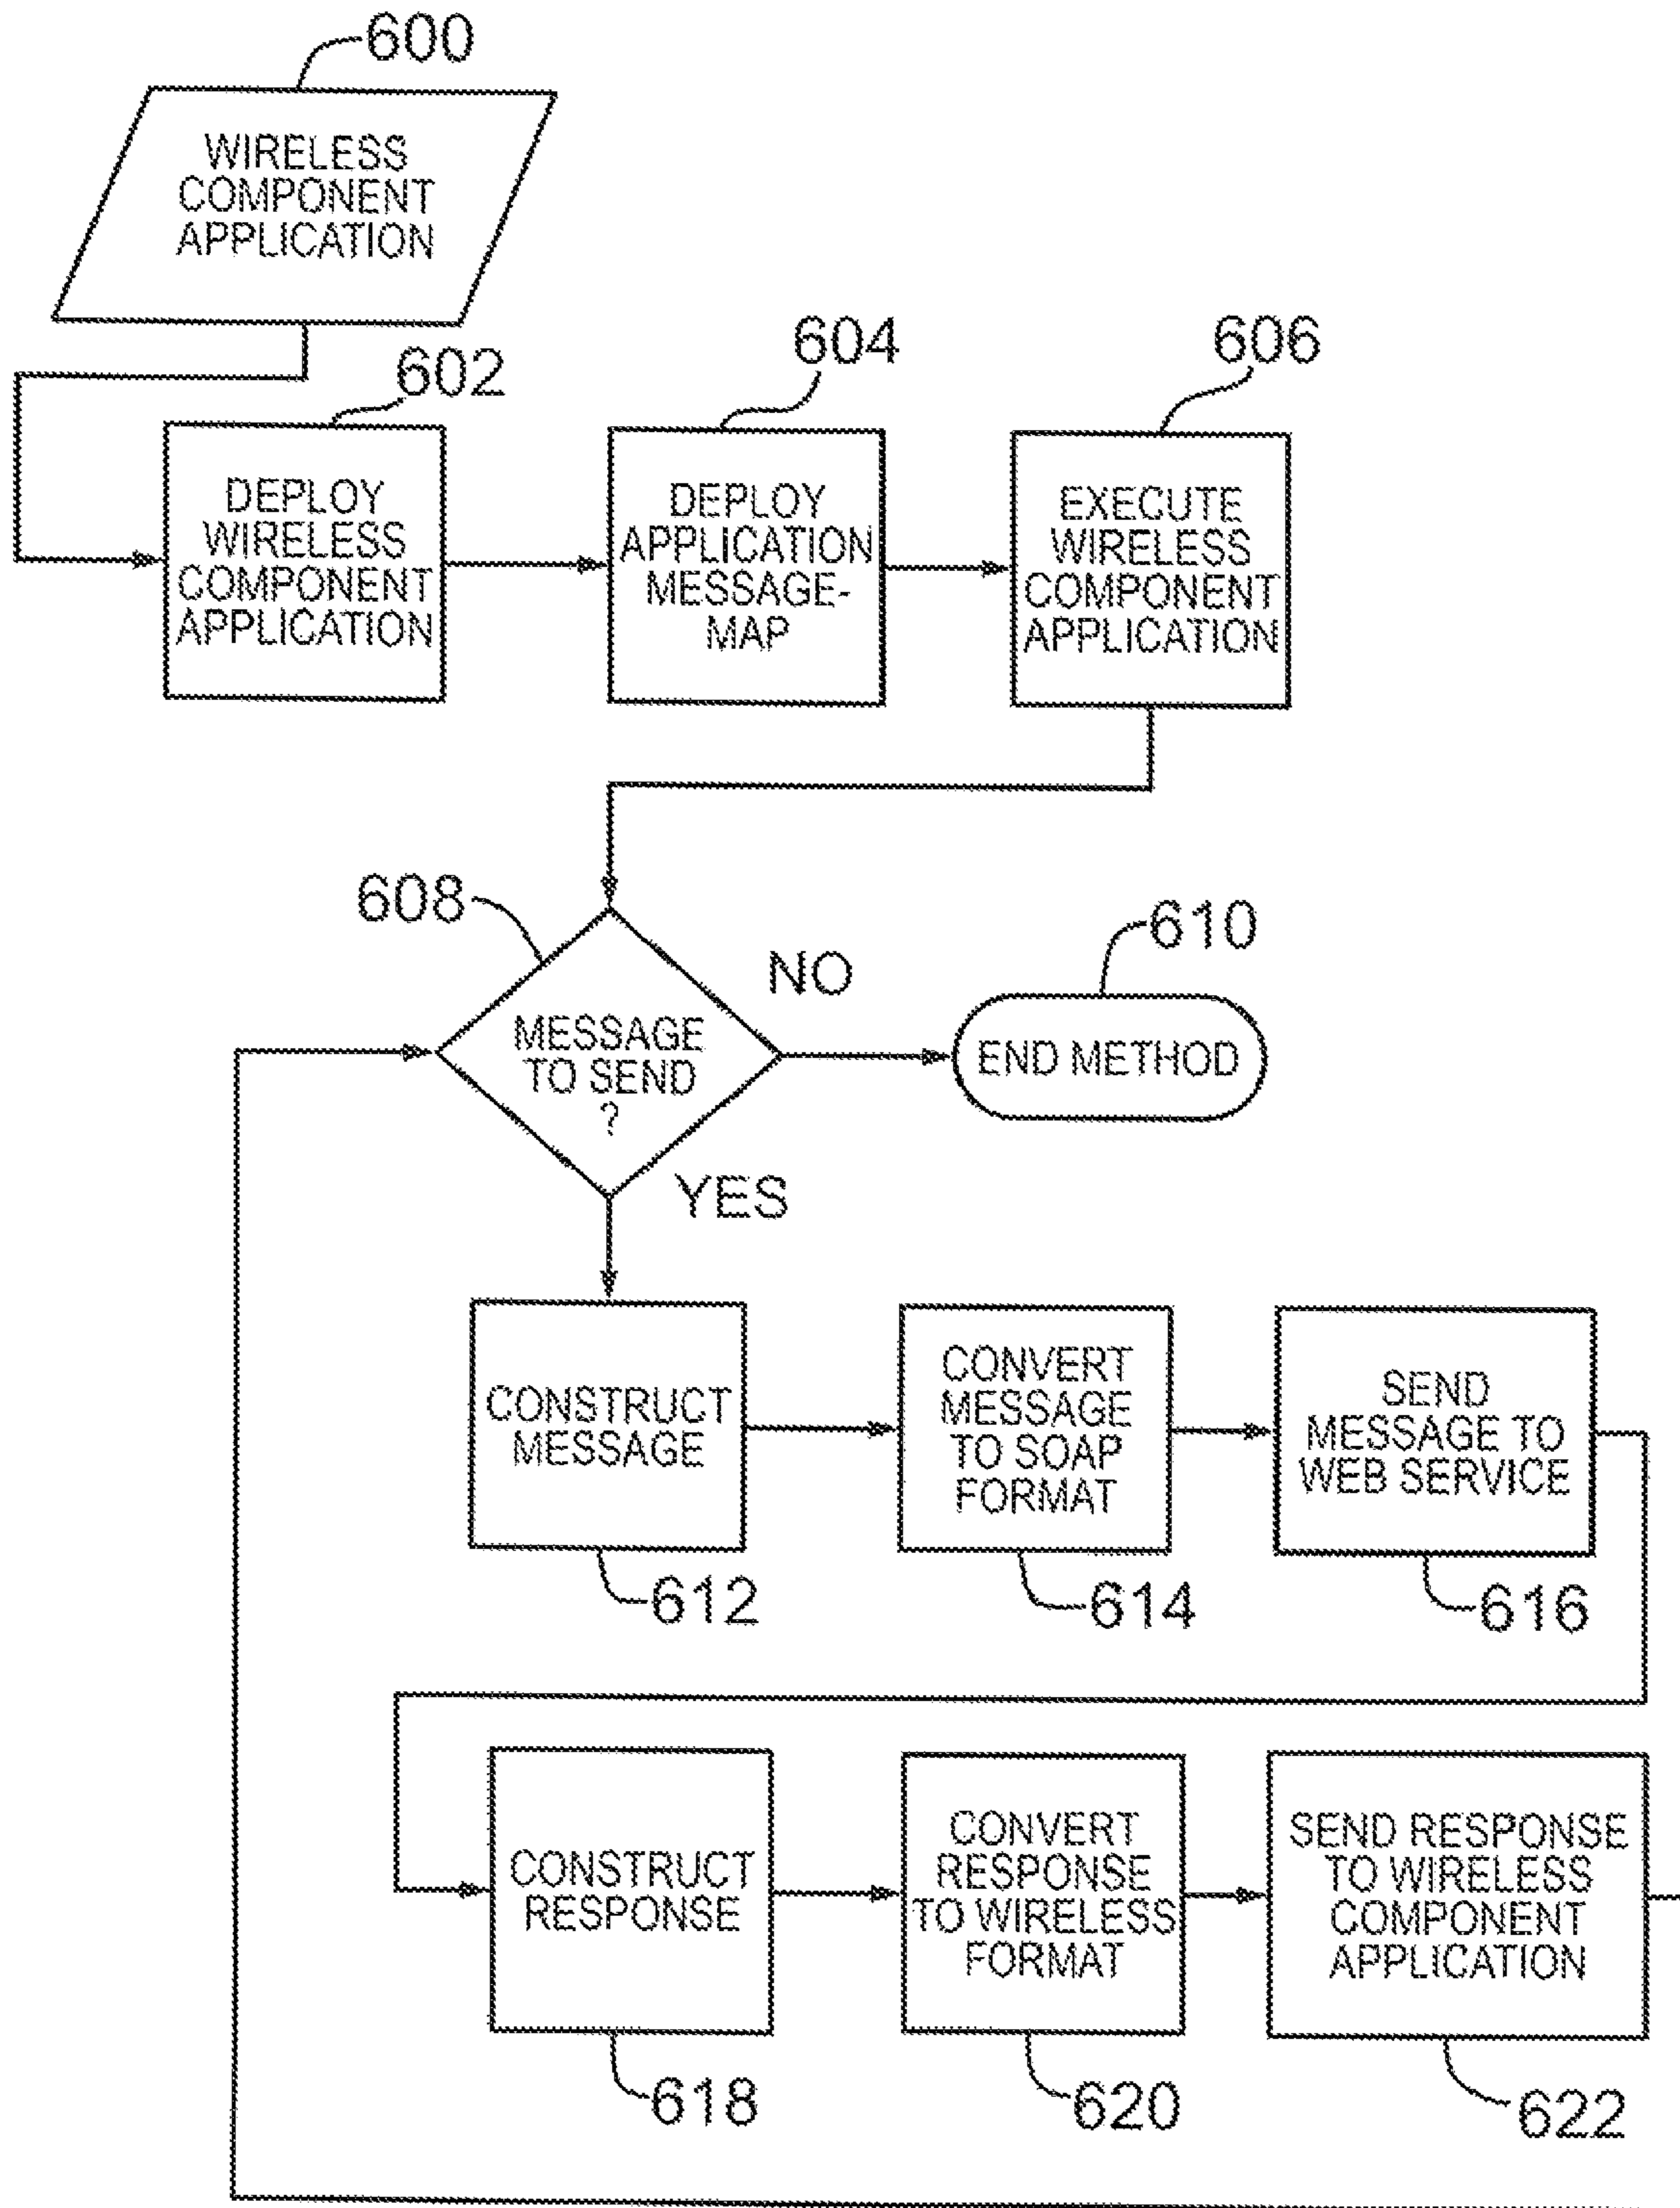 600
WIRELESS
COMPONENT
APPLICATION
602
604
606
DEPLOY
WIRELESS
COMPONENT
APPLICATION
DEPLOY
APPLICATION
MESSAGE-
MAP
EXECUTE
WIRELESS
COMPONENT
APPLICATION
608
NO
610
MESSAGE
TO SEND
?
END METHOD
YES
CONSTRUCT
MESSAGE
CONVERT
MESSAGE
TO SOAP
FORMAT
SEND
MESSAGE TO
WEB SERVICE
612
614
616
CONSTRUCT
RESPONSE
CONVERT
RESPONSE
TO WIRELESS
FORMAT
SEND RESPONSE
TO WIRELESS
COMPONENT
APPLICATION
618
620
622